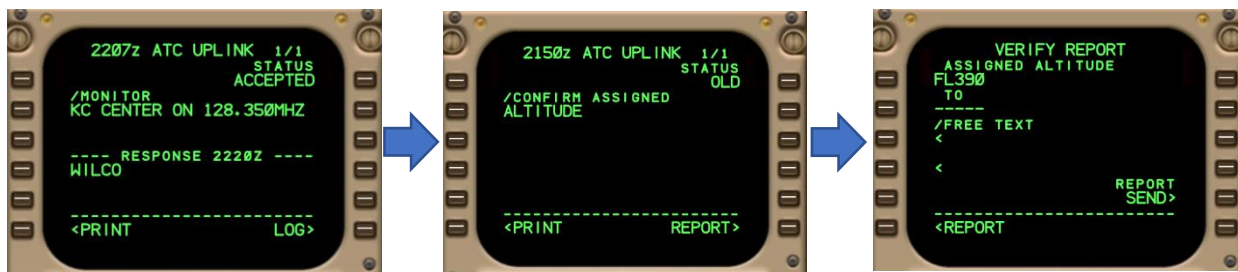 2207z ATC UPLINK 1/1
STATUS
ACCEPTED
/MONITOR
KC CENTER ON 128.350MHZ
---- RESPONSE 2220Z ----
WILCO
------------------------
<PRINT LOG>
2150z ATC UPLINK 1/1
STATUS
OLD
/CONFIRM ASSIGNED
ALTITUDE
------------------------
<PRINT REPORT>
VERIFY REPORT
ASSIGNED ALTITUDE
FL390
TO
-----
/FREE TEXT
<
<
REPORT
SEND>
------------------------
<REPORT